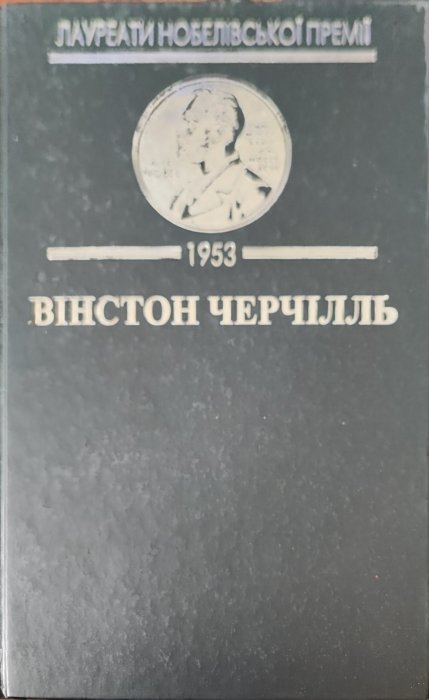 ЛАУРЕАТИ НОБЕЛІВСЬКОЇ ПРЕМІЇ
1953
ВІНСТОН ЧЕРЧІЛЛЬ